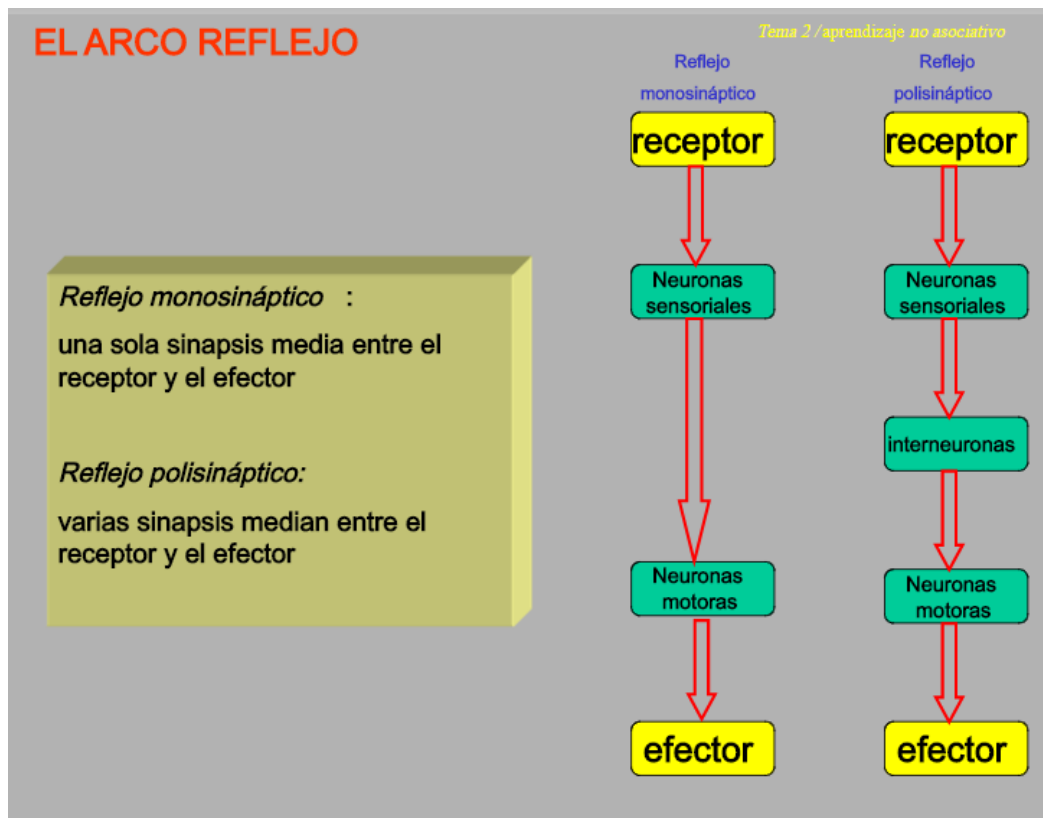 EL ARCO REFLEJO
Tema 2 / aprendizaje no asociativo
Reflejo monosináptico :
una sola sinapsis media entre el
receptor y el efector
Reflejo polisináptico:
varias sinapsis median entre el
receptor y el efector
Reflejo
monosináptico
receptor
Neuronas
sensoriales
Neuronas
motoras
efector
Reflejo
polisináptico
receptor
Neuronas
sensoriales
interneuronas
Neuronas
motoras
efector